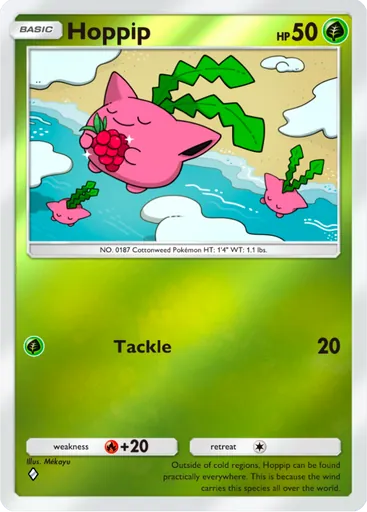 BASIC Hoppip HP 50
NO. 0187 Cottonweed Pokémon HT: 1'4" WT: 1.1 lbs.
Tackle 20
weakness +20 retreat
Illus. Mékayu
Outside of cold regions, Hoppip can be found
practically everywhere. This is because the wind
carries this species all over the world.